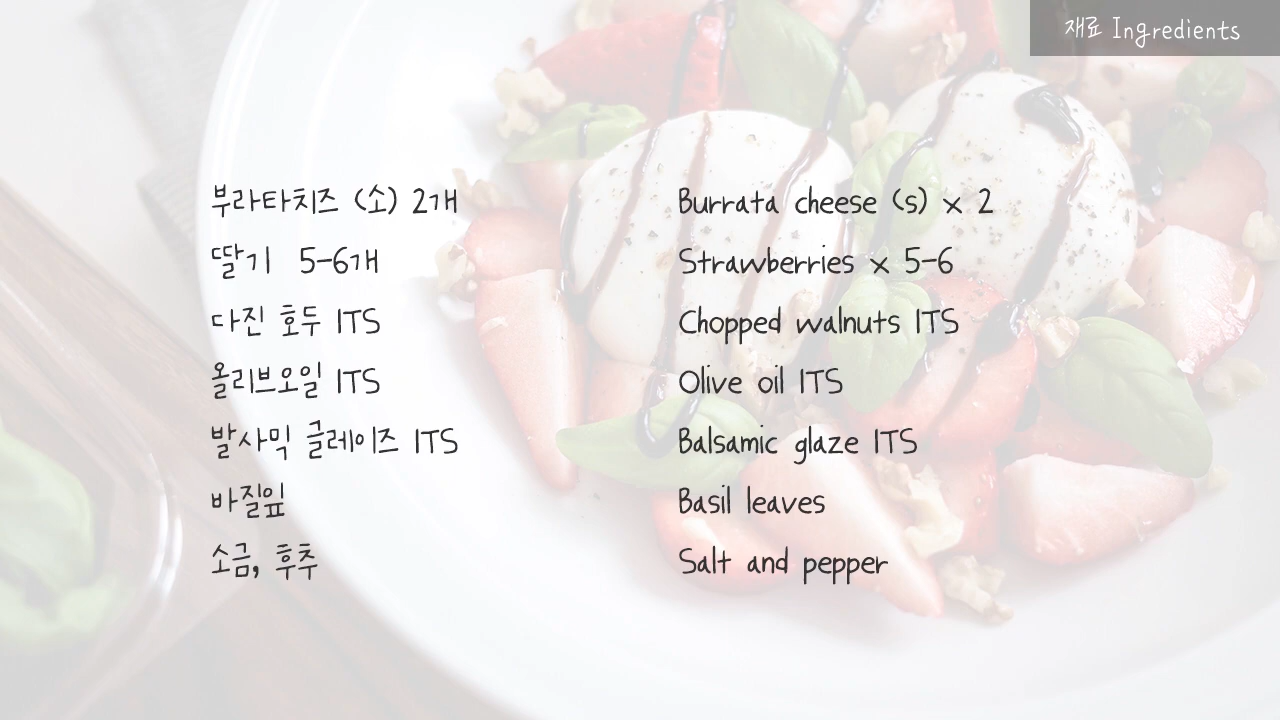 재료 Ingredients
부라타치즈 (소) 2개
딸기 5-6개
다진 호두 1TS
올리브오일 1TS
발사믹 글레이즈 1TS
바질잎
소금, 후추
Burrata cheese (s) x 2
Strawberries x 5-6
Chopped walnuts 1TS
Olive oil 1TS
Balsamic glaze 1TS
Basil leaves
Salt and pepper